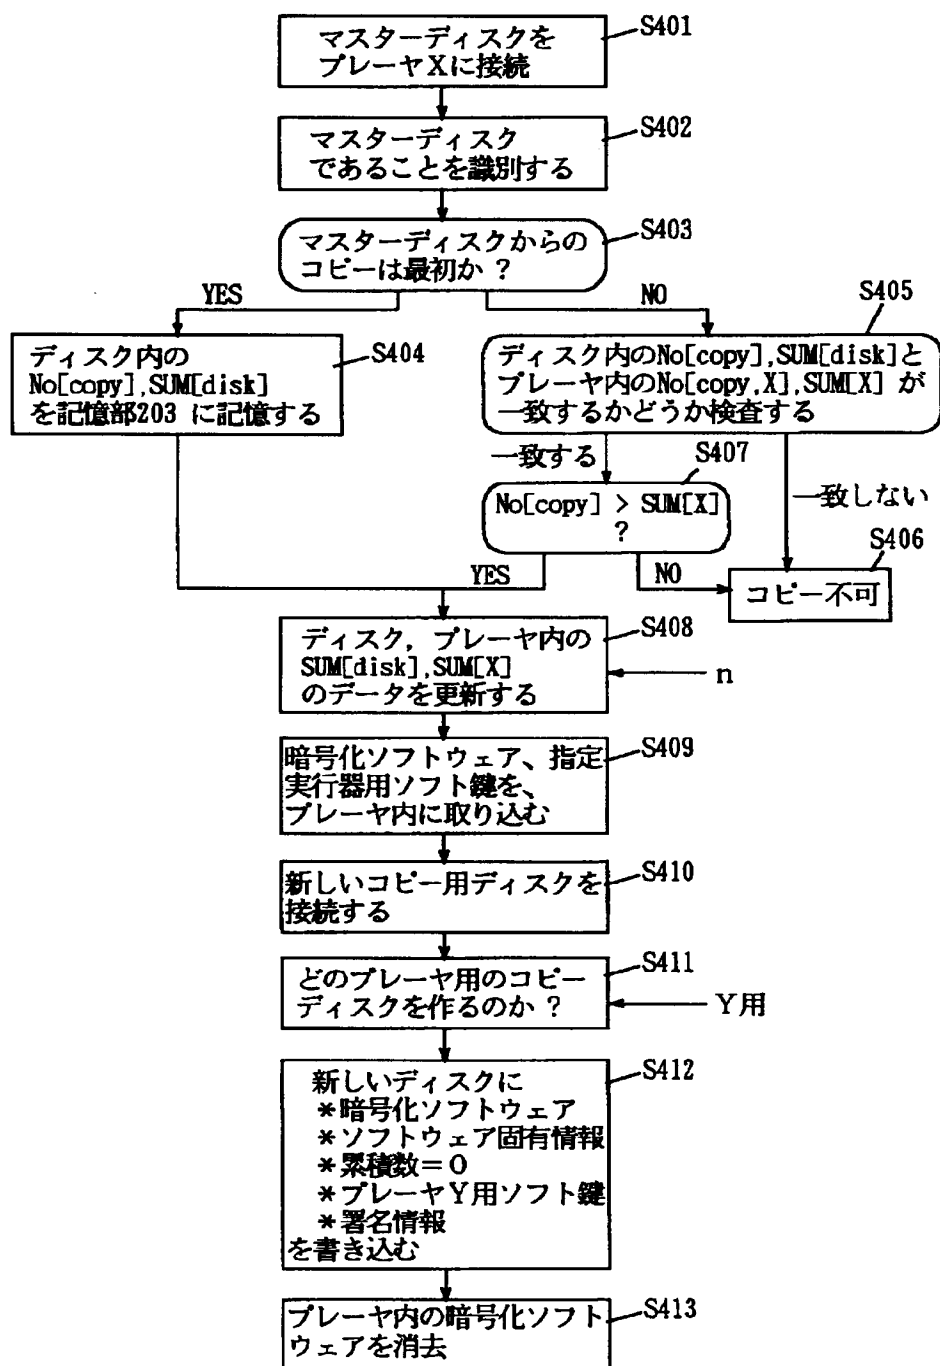 マスターディスクを
プレーヤXに接続
S401
マスターディスク
であることを識別する
S402
マスターディスクからの
コピーは最初か ?
S403
YES
NO
ディスク内の
No[copy],SUM[disk]
を記憶部203 に記憶する
S404
ディスク内のNo[copy],SUM[disk]と
プレーヤ内のNo[copy,X],SUM[X] が
一致するかどうか検査する
S405
一致する
一致しない
No[copy] > SUM[X]
?
S407
YES
NO
コピー不可
S406
ディスク, プレーヤ内の
SUM[disk],SUM[X]
のデータを更新する
S408
n
暗号化ソフトウェア、指定
実行器用ソフト鍵を、
プレーヤ内に取り込む
S409
新しいコピー用ディスクを
接続する
S410
どのプレーヤ用のコピー
ディスクを作るのか ?
S411
Y用
新しいディスクに
*暗号化ソフトウェア
*ソフトウェア固有情報
*累積数=0
*プレーヤY用ソフト鍵
*署名情報
を書き込む
S412
プレーヤ内の暗号化ソフト
ウェアを消去
S413